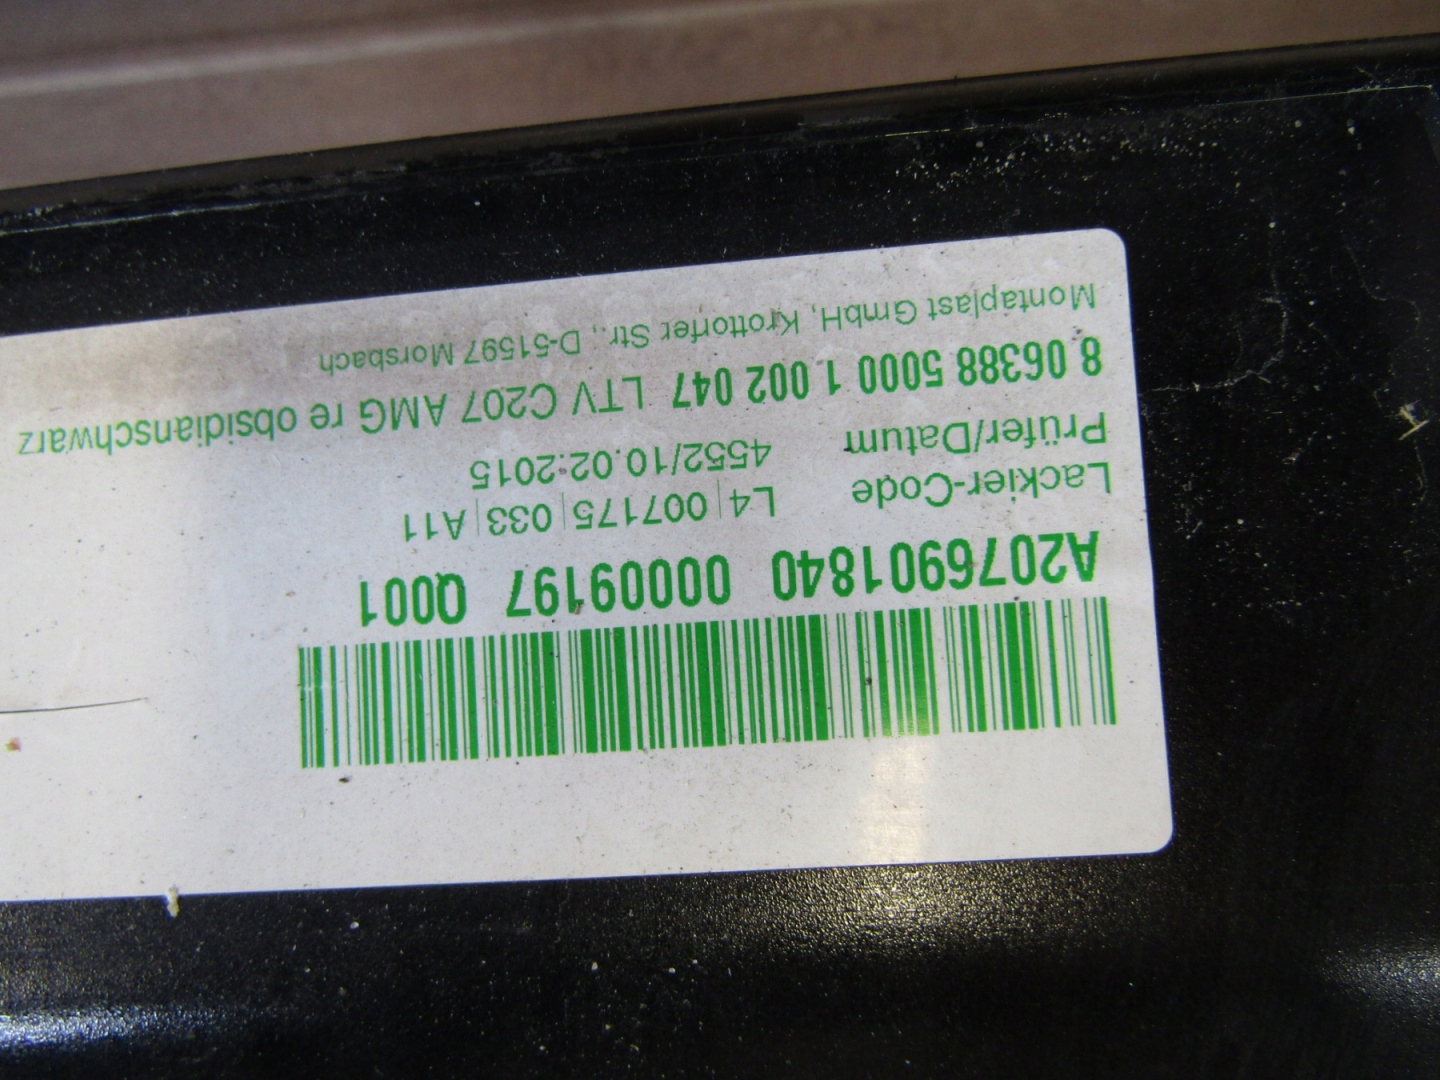 Montaplast GmbH, Krottorfer Str., D-51597 Morsbach
8 06388 5000 1 002 047 LTV C207 AMG re obsidianschwarz
Prüfer/Datum 4552/10.02.2015
Lackier-Code L4|007175|033|A11
A2076901840 00009197 Q001